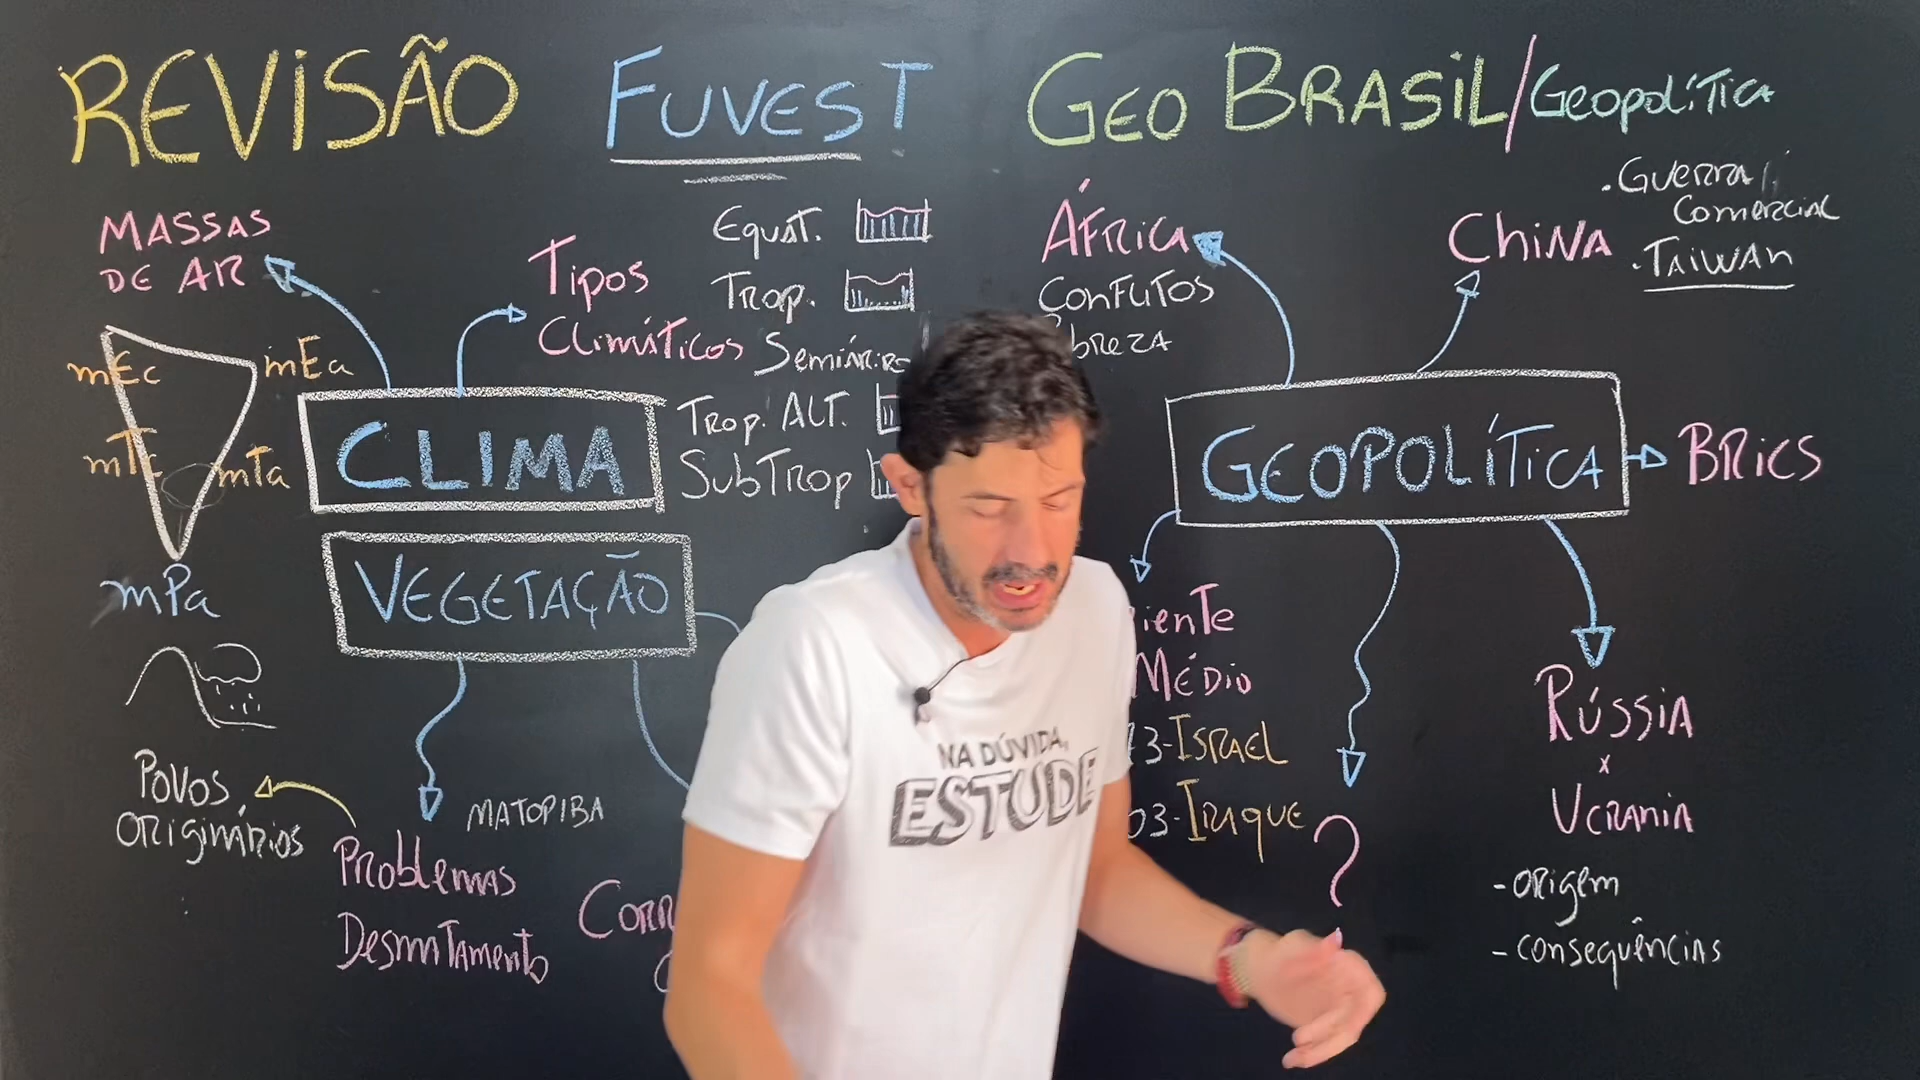 REVISÃO FUVEST GEO BRASIL/Geopolítica
MASSAS
DE AR
mEc
mEa
mTc
mTa
mPa
Tipos
Climáticos
Equat.
Trop.
Trop. ALT.
SubTrop
CLIMA
VEGETAÇÃO
POVOS
ORIGINÁRIOS
MATOPIBA
Problemas
Desmatamento
NA DÚVIDA,
ESTUDE
ÁFRICA
CONFLITOS
CHINA
.GUERRA
Comercial
.TAIWAN
GEOPOLÍTICA
BRICS
MÉDIO
ISRAEL
IRAQUE
?
RÚSSIA
x
UCRANIA
-ORIGEM
-CONSEQUÊNCIAS